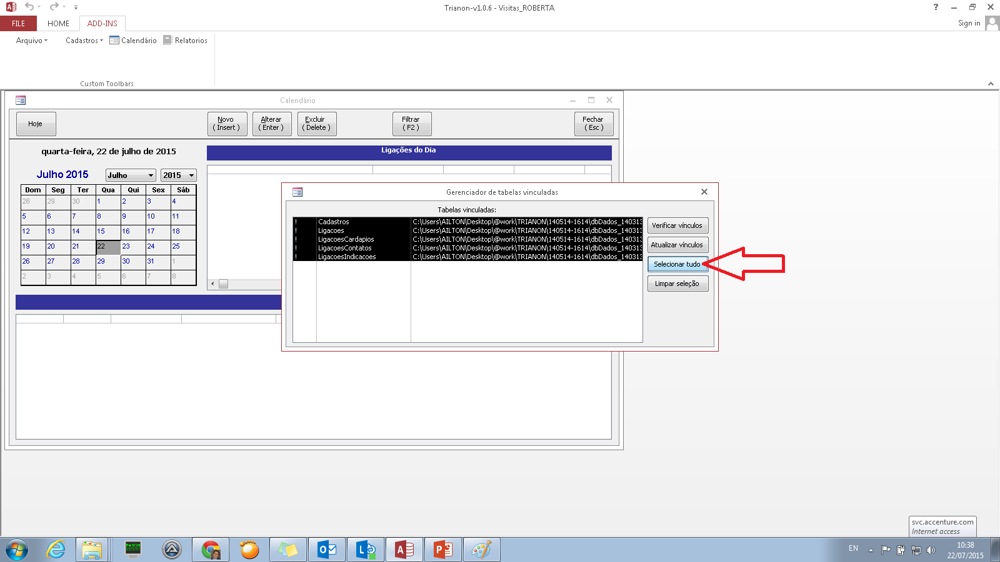 Trianon-v1.0.6 - Visitas_ROBERTA
?
FILE HOME ADD-INS
Sign in
Arquivo Cadastros Calendário Relatorios
Custom Toolbars
Calendário
Hoje
Novo
( Insert )
Alterar
( Enter )
Excluir
( Delete )
Filtrar
( F2 )
Fechar
( Esc )
quarta-feira, 22 de julho de 2015
Ligações do Dia
Julho 2015 Julho 2015
Dom Seg Ter Qua Qui Sex Sáb
28 29 30 1 2 3 4
5 6 7 8 9 10 11
12 13 14 15 16 17 18
19 20 21 22 23 24 25
26 27 28 29 30 31 1
2 3 4 5 6 7 8
Gerenciador de tabelas vinculadas
Tabelas vinculadas:
! Cadastros C:\Users\AILTON\Desktop\@work\TRIANON\140514-1614\dbDados_140313
! Ligacoes C:\Users\AILTON\Desktop\@work\TRIANON\140514-1614\dbDados_140313
! LigacoesCardapios C:\Users\AILTON\Desktop\@work\TRIANON\140514-1614\dbDados_140313
! LigacoesContatos C:\Users\AILTON\Desktop\@work\TRIANON\140514-1614\dbDados_140313
! LigacoesIndicacoes C:\Users\AILTON\Desktop\@work\TRIANON\140514-1614\dbDados_140313
Verificar vínculos
Atualizar vínculos
Selecionar tudo
Limpar seleção
svc.accenture.com
Internet access
EN
10:38
22/07/2015